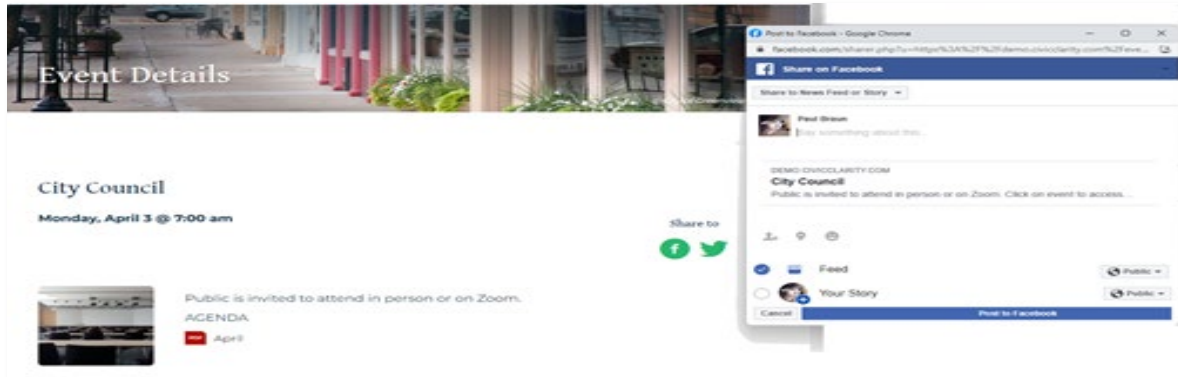 Event Details
City Council
Monday, April 3 @ 7:00 am
Share to
Public is invited to attend in person or on Zoom.
AGENDA
PDF April
Post to Facebook - Google Chrome
facebook.com/sharer.php?u=https%3A%2F%2Fdemo.civicclarity.com%2Feve...
Share on Facebook
Share to News Feed or Story
Paul Braun
Say something about this...
DEMO.CIVICCLARITY.COM
City Council
Public is invited to attend in person or on Zoom. Click on event to access...
Feed
Public
Your Story
Public
Cancel
Post to Facebook